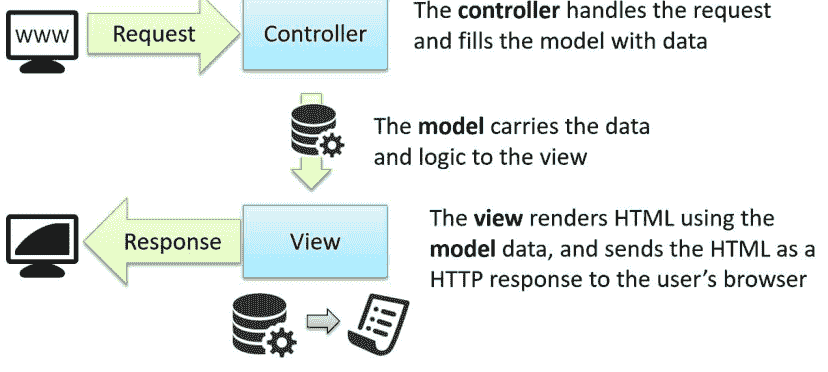 WWW
Request
Controller
The controller handles the request
and fills the model with data
The model carries the data
and logic to the view
Response
View
The view renders HTML using the
model data, and sends the HTML as a
HTTP response to the user’s browser